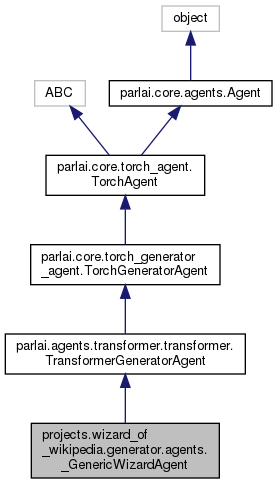 object
ABC
parlai.core.agents.Agent
parlai.core.torch_agent.
TorchAgent
parlai.core.torch_generator
_agent.TorchGeneratorAgent
parlai.agents.transformer.transformer.
TransformerGeneratorAgent
projects.wizard_of
_wikipedia.generator.agents.
_GenericWizardAgent